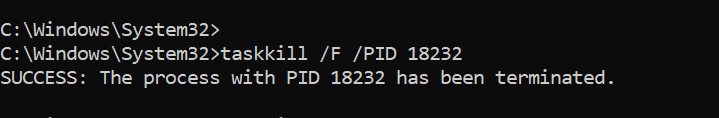 C:\Windows\System32>
C:\Windows\System32>taskkill /F /PID 18232
SUCCESS: The process with PID 18232 has been terminated.